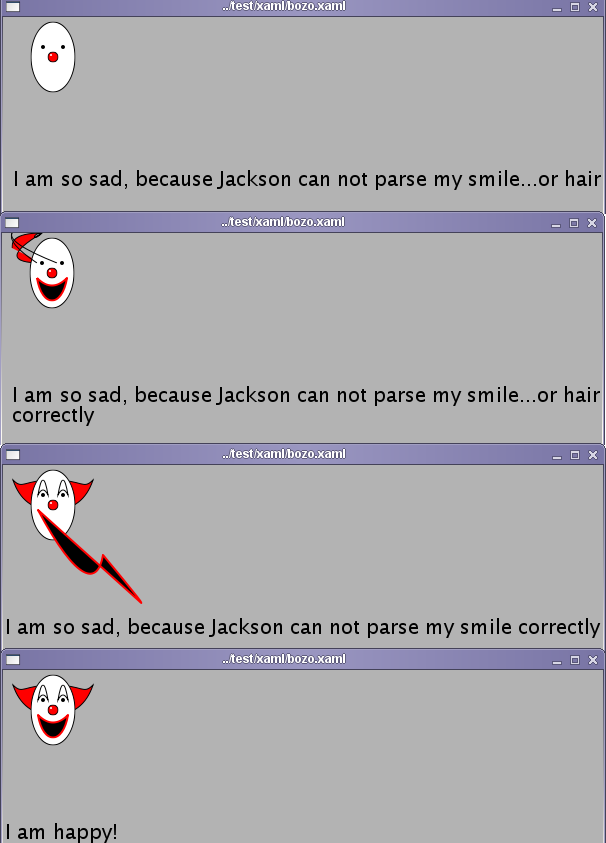 ../test/xaml/bozo.xaml
I am so sad, because Jackson can not parse my smile...or hair
../test/xaml/bozo.xaml
I am so sad, because Jackson can not parse my smile...or hair
correctly
../test/xaml/bozo.xaml
I am so sad, because Jackson can not parse my smile correctly
../test/xaml/bozo.xaml
I am happy!